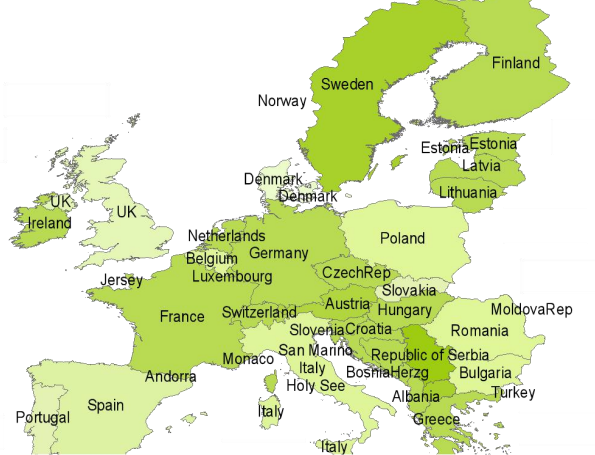 Finland
Sweden
Norway
Estonia
Estonia
Latvia
Denmark
Lithuania
Denmark
UK
UK
Ireland
Netherlands
Poland
Germany
Belgium
CzechRep
Luxembourg
Jersey
Slovakia
Austria
Hungary
MoldovaRep
France
Switzerland
Slovenia
Croatia
Romania
San Marino
Republic of Serbia
Monaco
Italy
BosniaHerzg
Bulgaria
Andorra
Holy See
Turkey
Albania
Spain
Italy
Portugal
Greece
Italy